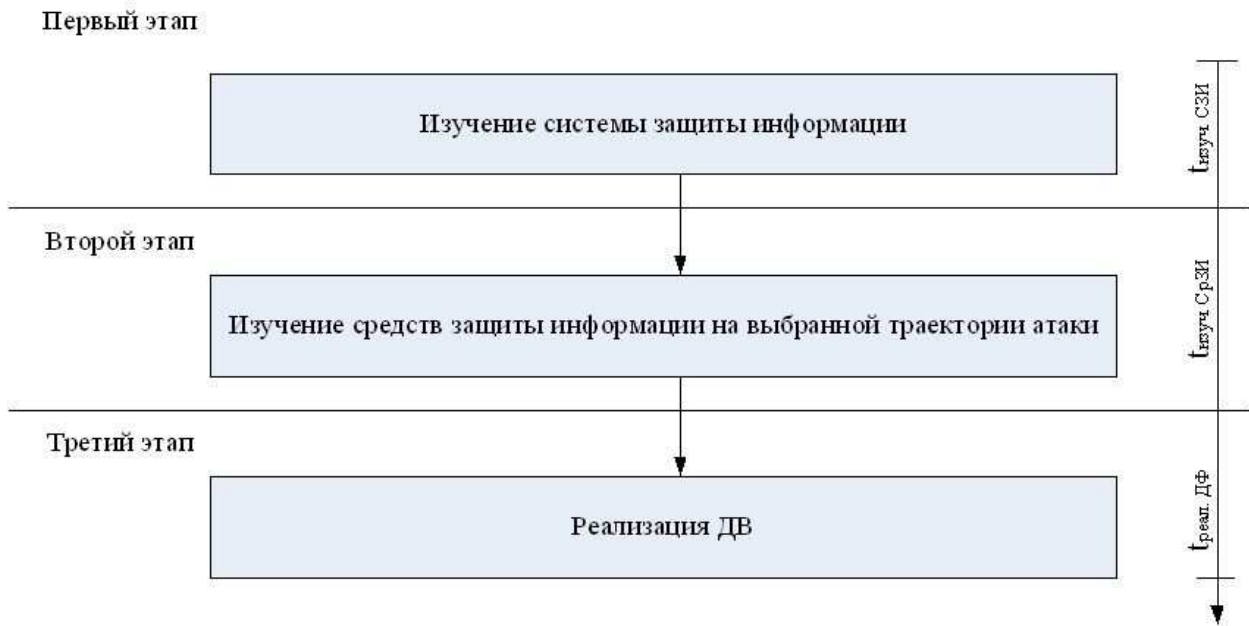 Первый этап
Изучение системы защиты информации
tизуч СЗИ
Второй этап
Изучение средств защиты информации на выбранной траектории атаки
tизуч СрЗИ
Третий этап
Реализация ДВ
tреал. ДФ